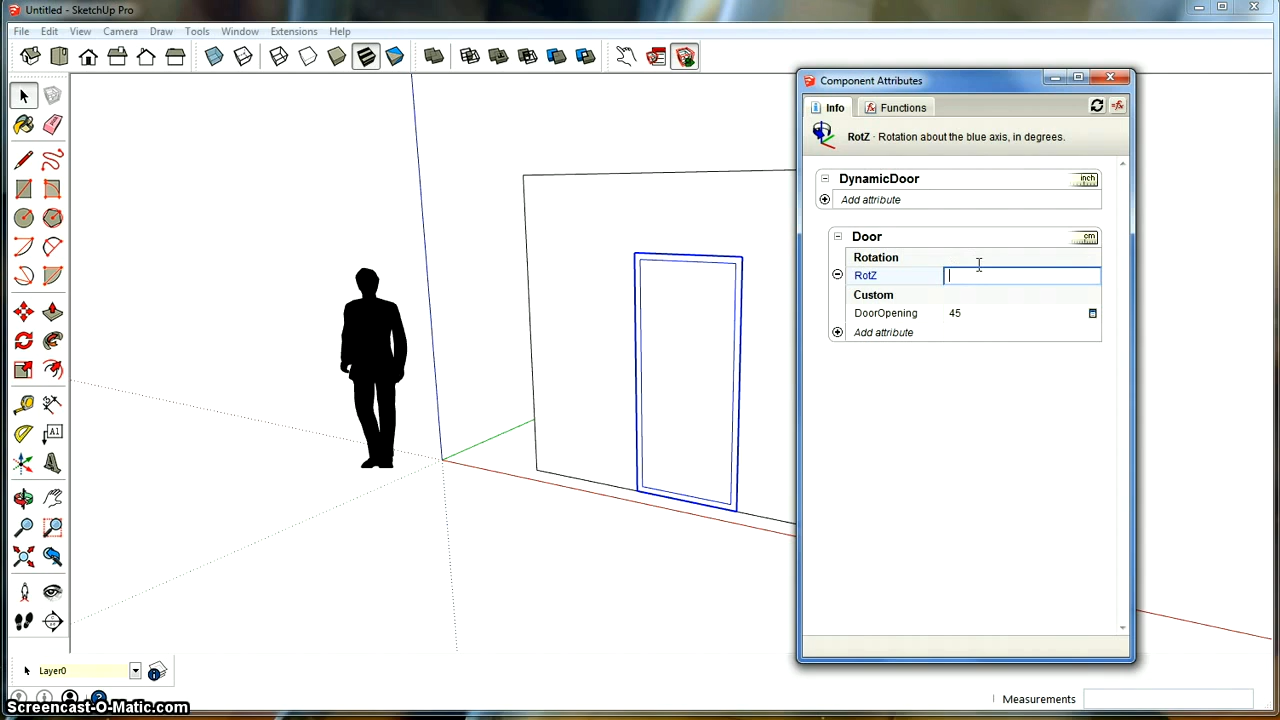 Untitled - SketchUp Pro
File Edit View Camera Draw Tools Window Extensions Help
Component Attributes
Info Functions
RotZ - Rotation about the blue axis, in degrees.
DynamicDoor inch
Add attribute
Door cm
Rotation
RotZ
Custom
DoorOpening 45
Add attribute
A1
Layer0
Measurements
Screencast-O-Matic.com